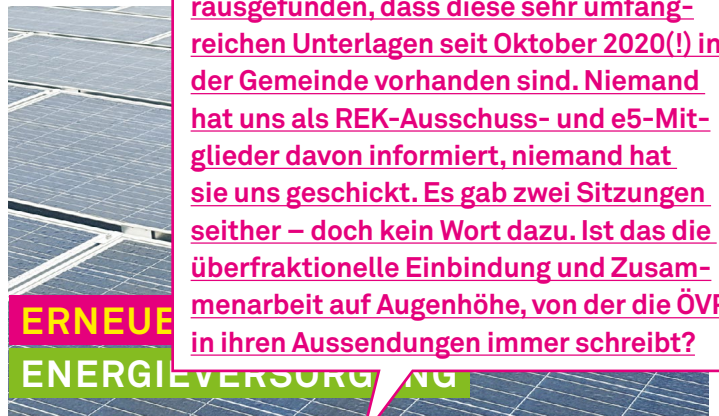 rausgefunden, dass diese sehr umfang-
reichen Unterlagen seit Oktober 2020(!) in
der Gemeinde vorhanden sind. Niemand
hat uns als REK-Ausschuss- und e5-Mit-
glieder davon informiert, niemand hat
sie uns geschickt. Es gab zwei Sitzungen
seither – doch kein Wort dazu. Ist das die
überfraktionelle Einbindung und Zusam-
menarbeit auf Augenhöhe, von der die ÖVP
in ihren Aussendungen immer schreibt?
ERNEUE
ENERGIEVERSORGUNG